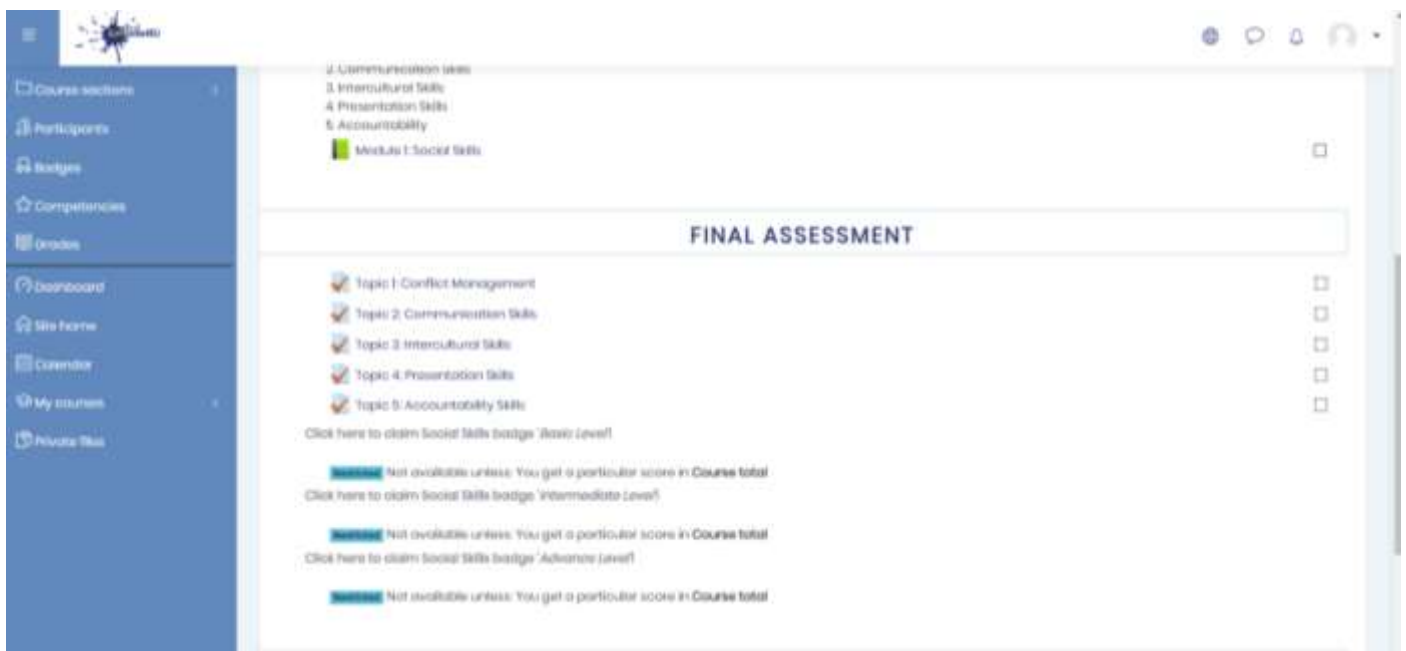 Course sections
Participants
Badges
Competencies
Grades
Dashboard
Site home
Calendar
My courses
Private files
2. Communication Skills
3. Intercultural Skills
4. Presentation Skills
5. Accountability
Module 1: Social Skills
FINAL ASSESSMENT
Topic 1: Conflict Management
Topic 2: Communication Skills
Topic 3: Intercultural Skills
Topic 4: Presentation Skills
Topic 5: Accountability Skills
Click here to claim Social Skills badge 'Basic Level'!
Restricted Not available unless: You get a particular score in Course total
Click here to claim Social Skills badge 'Intermediate Level'!
Restricted Not available unless: You get a particular score in Course total
Click here to claim Social Skills badge 'Advance Level'!
Restricted Not available unless: You get a particular score in Course total